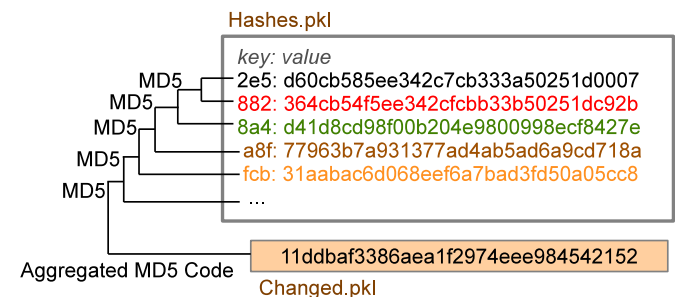 Hashes.pkl
key: value
MD5
2e5: d60cb585ee342c7cb333a50251d0007
MD5
882: 364cb54f5ee342cfcbb33b50251dc92b
MD5
8a4: d41d8cd98f00b204e9800998ecf8427e
MD5
a8f: 77963b7a931377ad4ab5ad6a9cd718a
MD5
fcb: 31aabac6d068eef6a7bad3fd50a05cc8
...
11ddbaf3386aea1f2974eee984542152
Aggregated MD5 Code
Changed.pkl